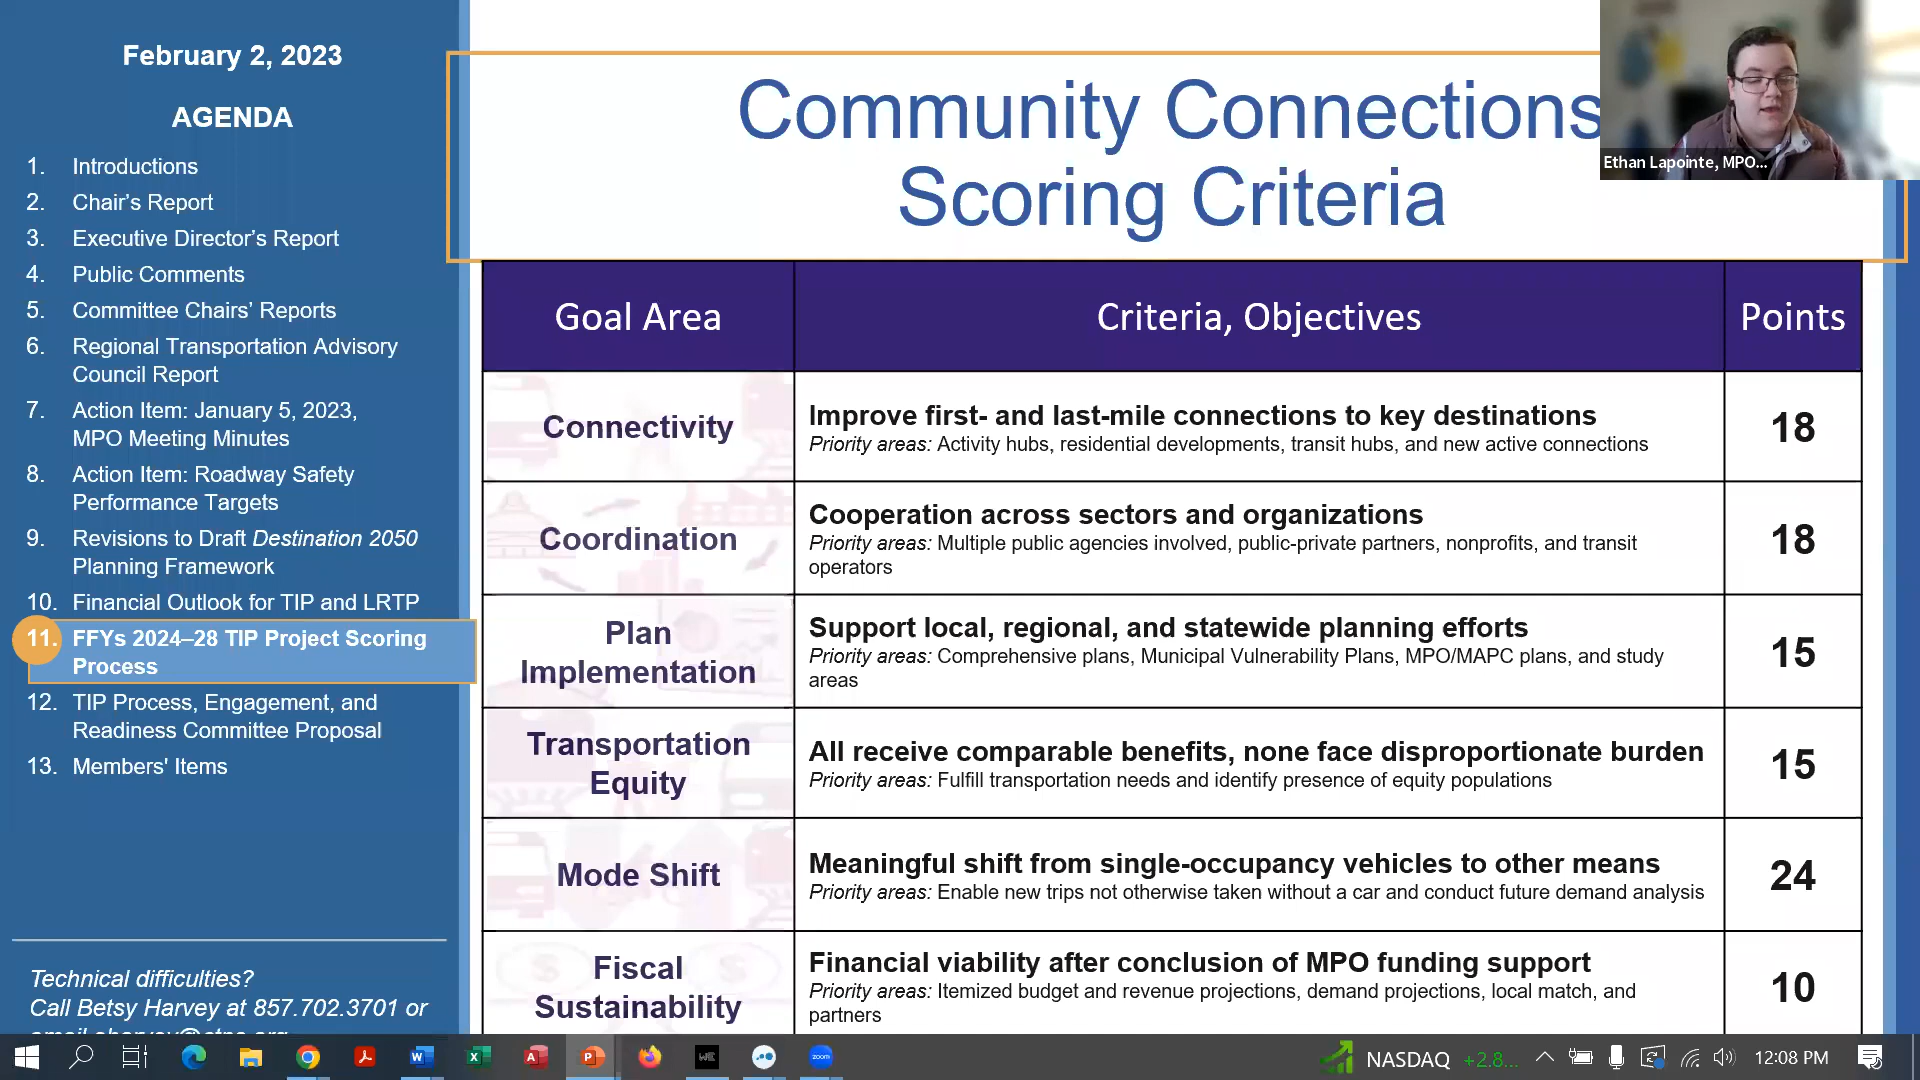 February 2, 2023
AGENDA
1. Introductions
2. Chair’s Report
3. Executive Director’s Report
4. Public Comments
5. Committee Chairs’ Reports
6. Regional Transportation Advisory
Council Report
7. Action Item: January 5, 2023,
MPO Meeting Minutes
8. Action Item: Roadway Safety
Performance Targets
9. Revisions to Draft Destination 2050
Planning Framework
10. Financial Outlook for TIP and LRTP
11. FFYs 2024–28 TIP Project Scoring
Process
12. TIP Process, Engagement, and
Readiness Committee Proposal
13. Members' Items
Technical difficulties?
Call Betsy Harvey at 857.702.3701 or
Community Connections
Scoring Criteria
Ethan Lapointe, MPO...
Goal Area Criteria, Objectives Points
Connectivity
Improve first- and last-mile connections to key destinations
Priority areas: Activity hubs, residential developments, transit hubs, and new active connections
18
Coordination
Cooperation across sectors and organizations
Priority areas: Multiple public agencies involved, public-private partners, nonprofits, and transit
operators
18
Plan
Implementation
Support local, regional, and statewide planning efforts
Priority areas: Comprehensive plans, Municipal Vulnerability Plans, MPO/MAPC plans, and study
areas
15
Transportation
Equity
All receive comparable benefits, none face disproportionate burden
Priority areas: Fulfill transportation needs and identify presence of equity populations
15
Mode Shift
Meaningful shift from single-occupancy vehicles to other means
Priority areas: Enable new trips not otherwise taken without a car and conduct future demand analysis
24
Fiscal
Sustainability
Financial viability after conclusion of MPO funding support
Priority areas: Itemized budget and revenue projections, demand projections, local match, and
partners
10
WE
zoom
NASDAQ +2.8...
12:08 PM